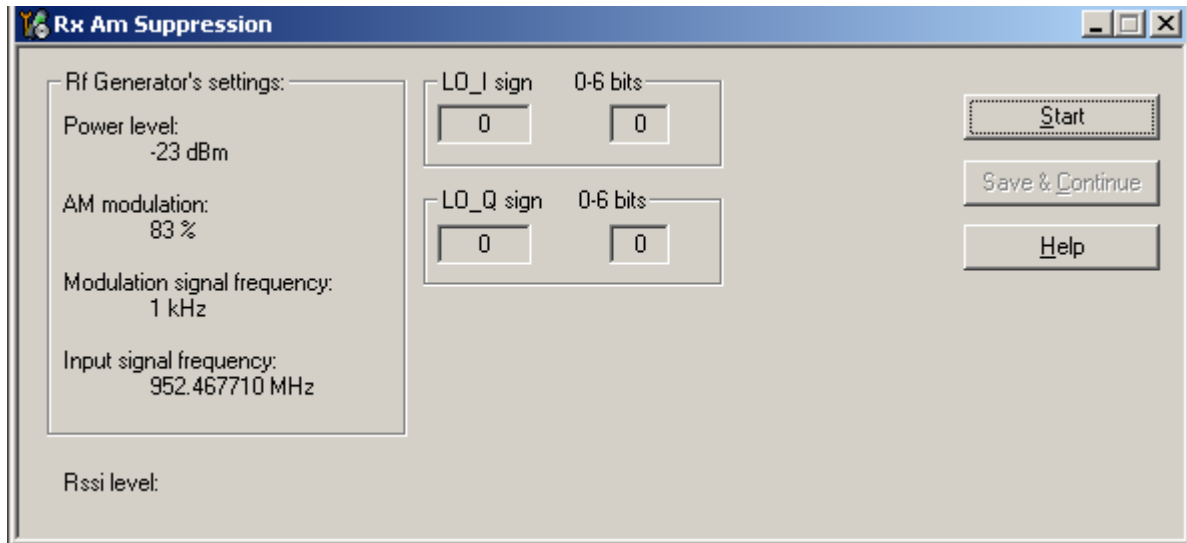 Rx Am Suppression
Rf Generator's settings:
Power level:
-23 dBm
AM modulation:
83 %
Modulation signal frequency:
1 kHz
Input signal frequency:
952.467710 MHz
Rssi level:
LO_I sign 0-6 bits
0 0
LO_Q sign 0-6 bits
0 0
Start
Save & Continue
Help